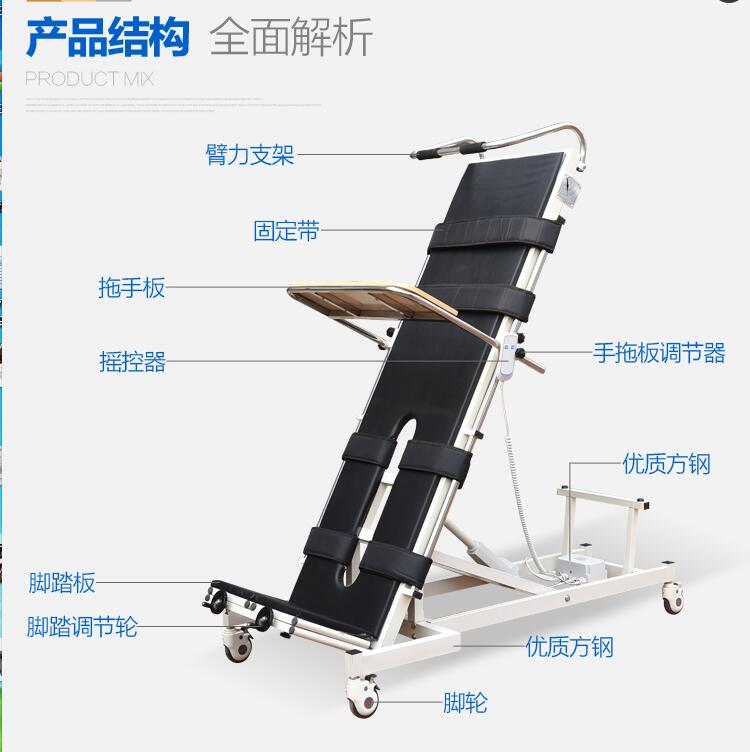 产品结构 全面解析
PRODUCT MIX
臂力支架
固定带
拖手板
摇控器
手拖板调节器
优质方钢
脚踏板
脚踏调节轮
优质方钢
脚轮